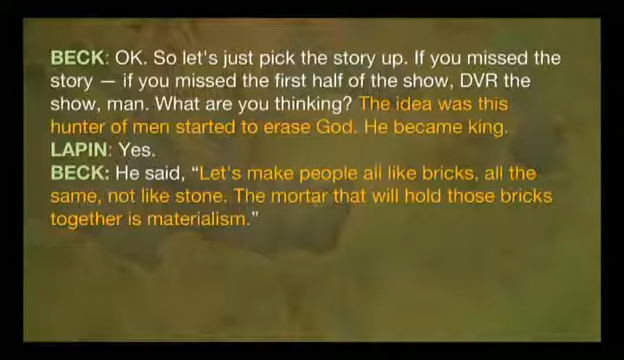 BECK: OK. So let's just pick the story up. If you missed the
story — if you missed the first half of the show, DVR the
show, man. What are you thinking? The idea was this
hunter of men started to erase God. He became king.
LAPIN: Yes.
BECK: He said, “Let's make people all like bricks, all the
same, not like stone. The mortar that will hold those bricks
together is materialism.”